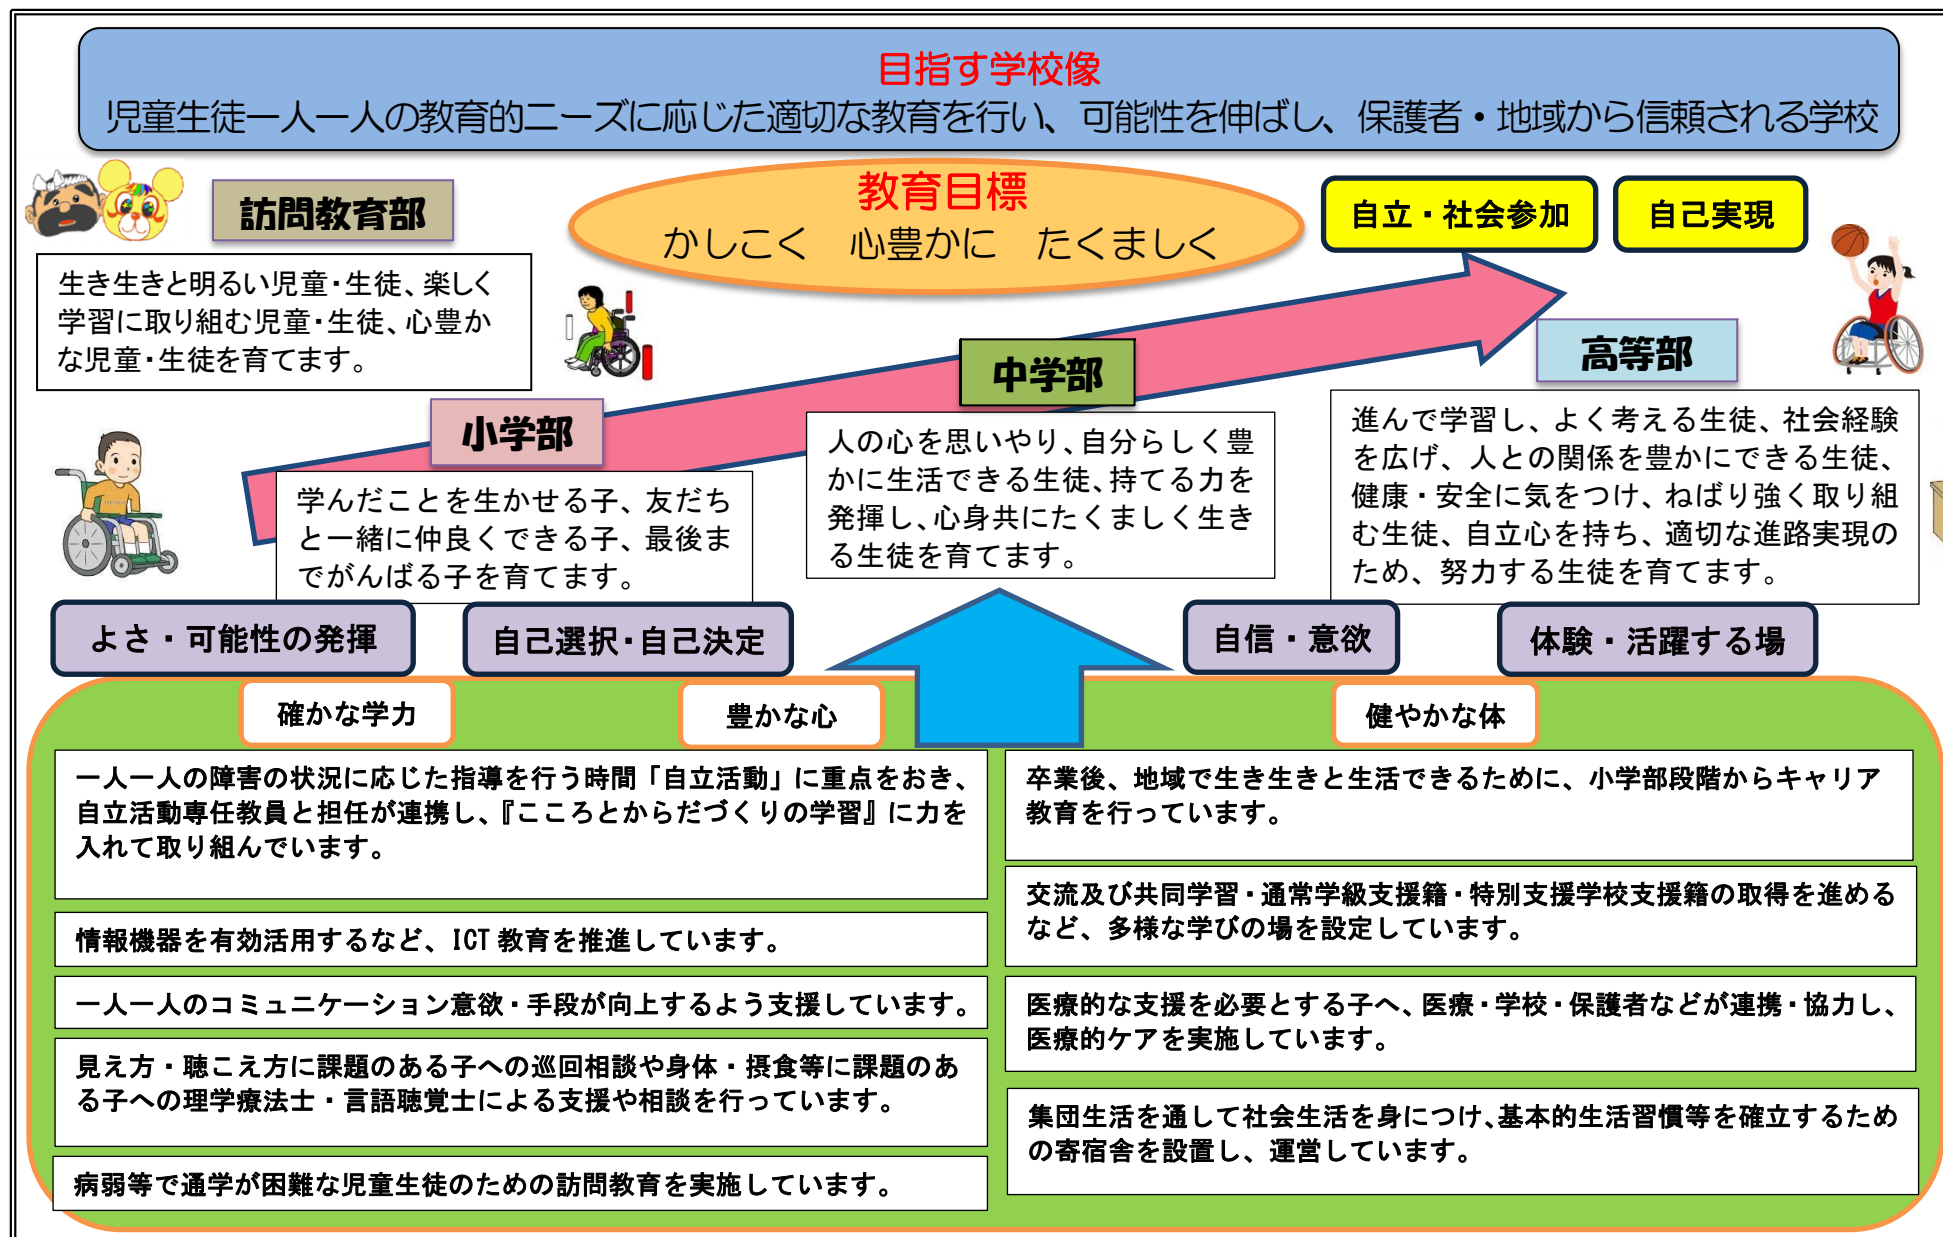 目指す学校像
児童生徒一人一人の教育的ニーズに応じた適切な教育を行い、可能性を伸ばし、保護者・地域から信頼される学校
教育目標
かしこく　心豊かに　たくましく
自立・社会参加
自己実現
訪問教育部
生き生きと明るい児童・生徒、楽しく
学習に取り組む児童・生徒、心豊か
な児童・生徒を育てます。
小学部
学んだことを生かせる子、友だち
と一緒に仲良くできる子、最後ま
でがんばる子を育てます。
中学部
人の心を思いやり、自分らしく豊
かに生活できる生徒、持てる力を
発揮し、心身共にたくましく生き
る生徒を育てます。
高等部
進んで学習し、よく考える生徒、社会経験
を広げ、人との関係を豊かにできる生徒、
健康・安全に気をつけ、ねばり強く取り組
む生徒、自立心を持ち、適切な進路実現の
ため、努力する生徒を育てます。
よさ・可能性の発揮
自己選択・自己決定
自信・意欲
体験・活躍する場
確かな学力
豊かな心
健やかな体
一人一人の障害の状況に応じた指導を行う時間「自立活動」に重点をおき、
自立活動専任教員と担任が連携し、『こころとからだづくりの学習』に力を
入れて取り組んでいます。
情報機器を有効活用するなど、ICT 教育を推進しています。
一人一人のコミュニケーション意欲・手段が向上するよう支援しています。
見え方・聴こえ方に課題のある子への巡回相談や身体・摂食等に課題のあ
る子への理学療法士・言語聴覚士による支援や相談を行っています。
病弱等で通学が困難な児童生徒のための訪問教育を実施しています。
卒業後、地域で生き生きと生活できるために、小学部段階からキャリア
教育を行っています。
交流及び共同学習・通常学級支援籍・特別支援学校支援籍の取得を進める
など、多様な学びの場を設定しています。
医療的な支援を必要とする子へ、医療・学校・保護者などが連携・協力し、
医療的ケアを実施しています。
集団生活を通して社会生活を身につけ、基本的生活習慣等を確立するため
の寄宿舎を設置し、運営しています。